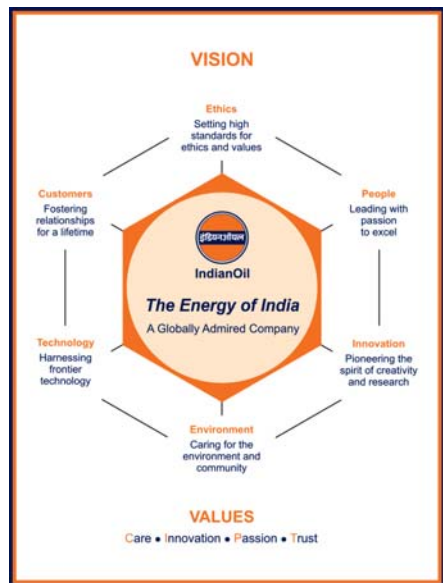 VISION
Ethics
Setting high
standards for
ethics and values
Customers
Fostering
relationships
for a lifetime
People
Leading with
passion
to excel
इंडियनऑयल
IndianOil
The Energy of India
A Globally Admired Company
Technology
Harnessing
frontier
technology
Innovation
Pioneering the
spirit of creativity
and research
Environment
Caring for the
environment and
community
VALUES
Care • Innovation • Passion • Trust